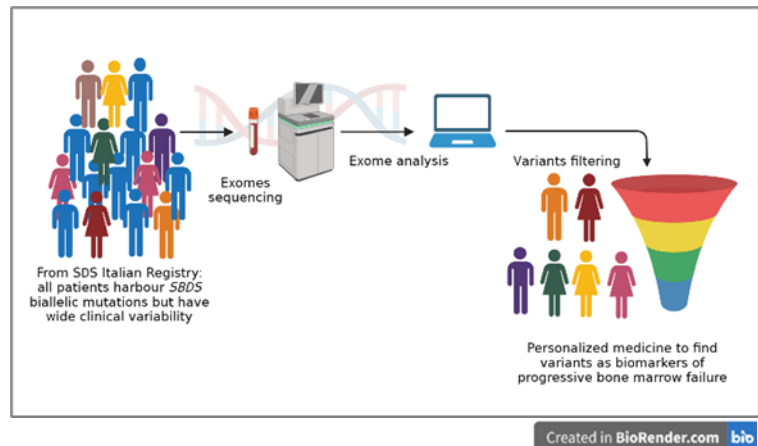 Exomes
sequencing
Exome analysis
Variants filtering
From SDS Italian Registry:
all patients harbour SBDS
biallelic mutations but have
wide clinical variability
Personalized medicine to find
variants as biomarkers of
progressive bone marrow failure
Created in BioRender.com bio